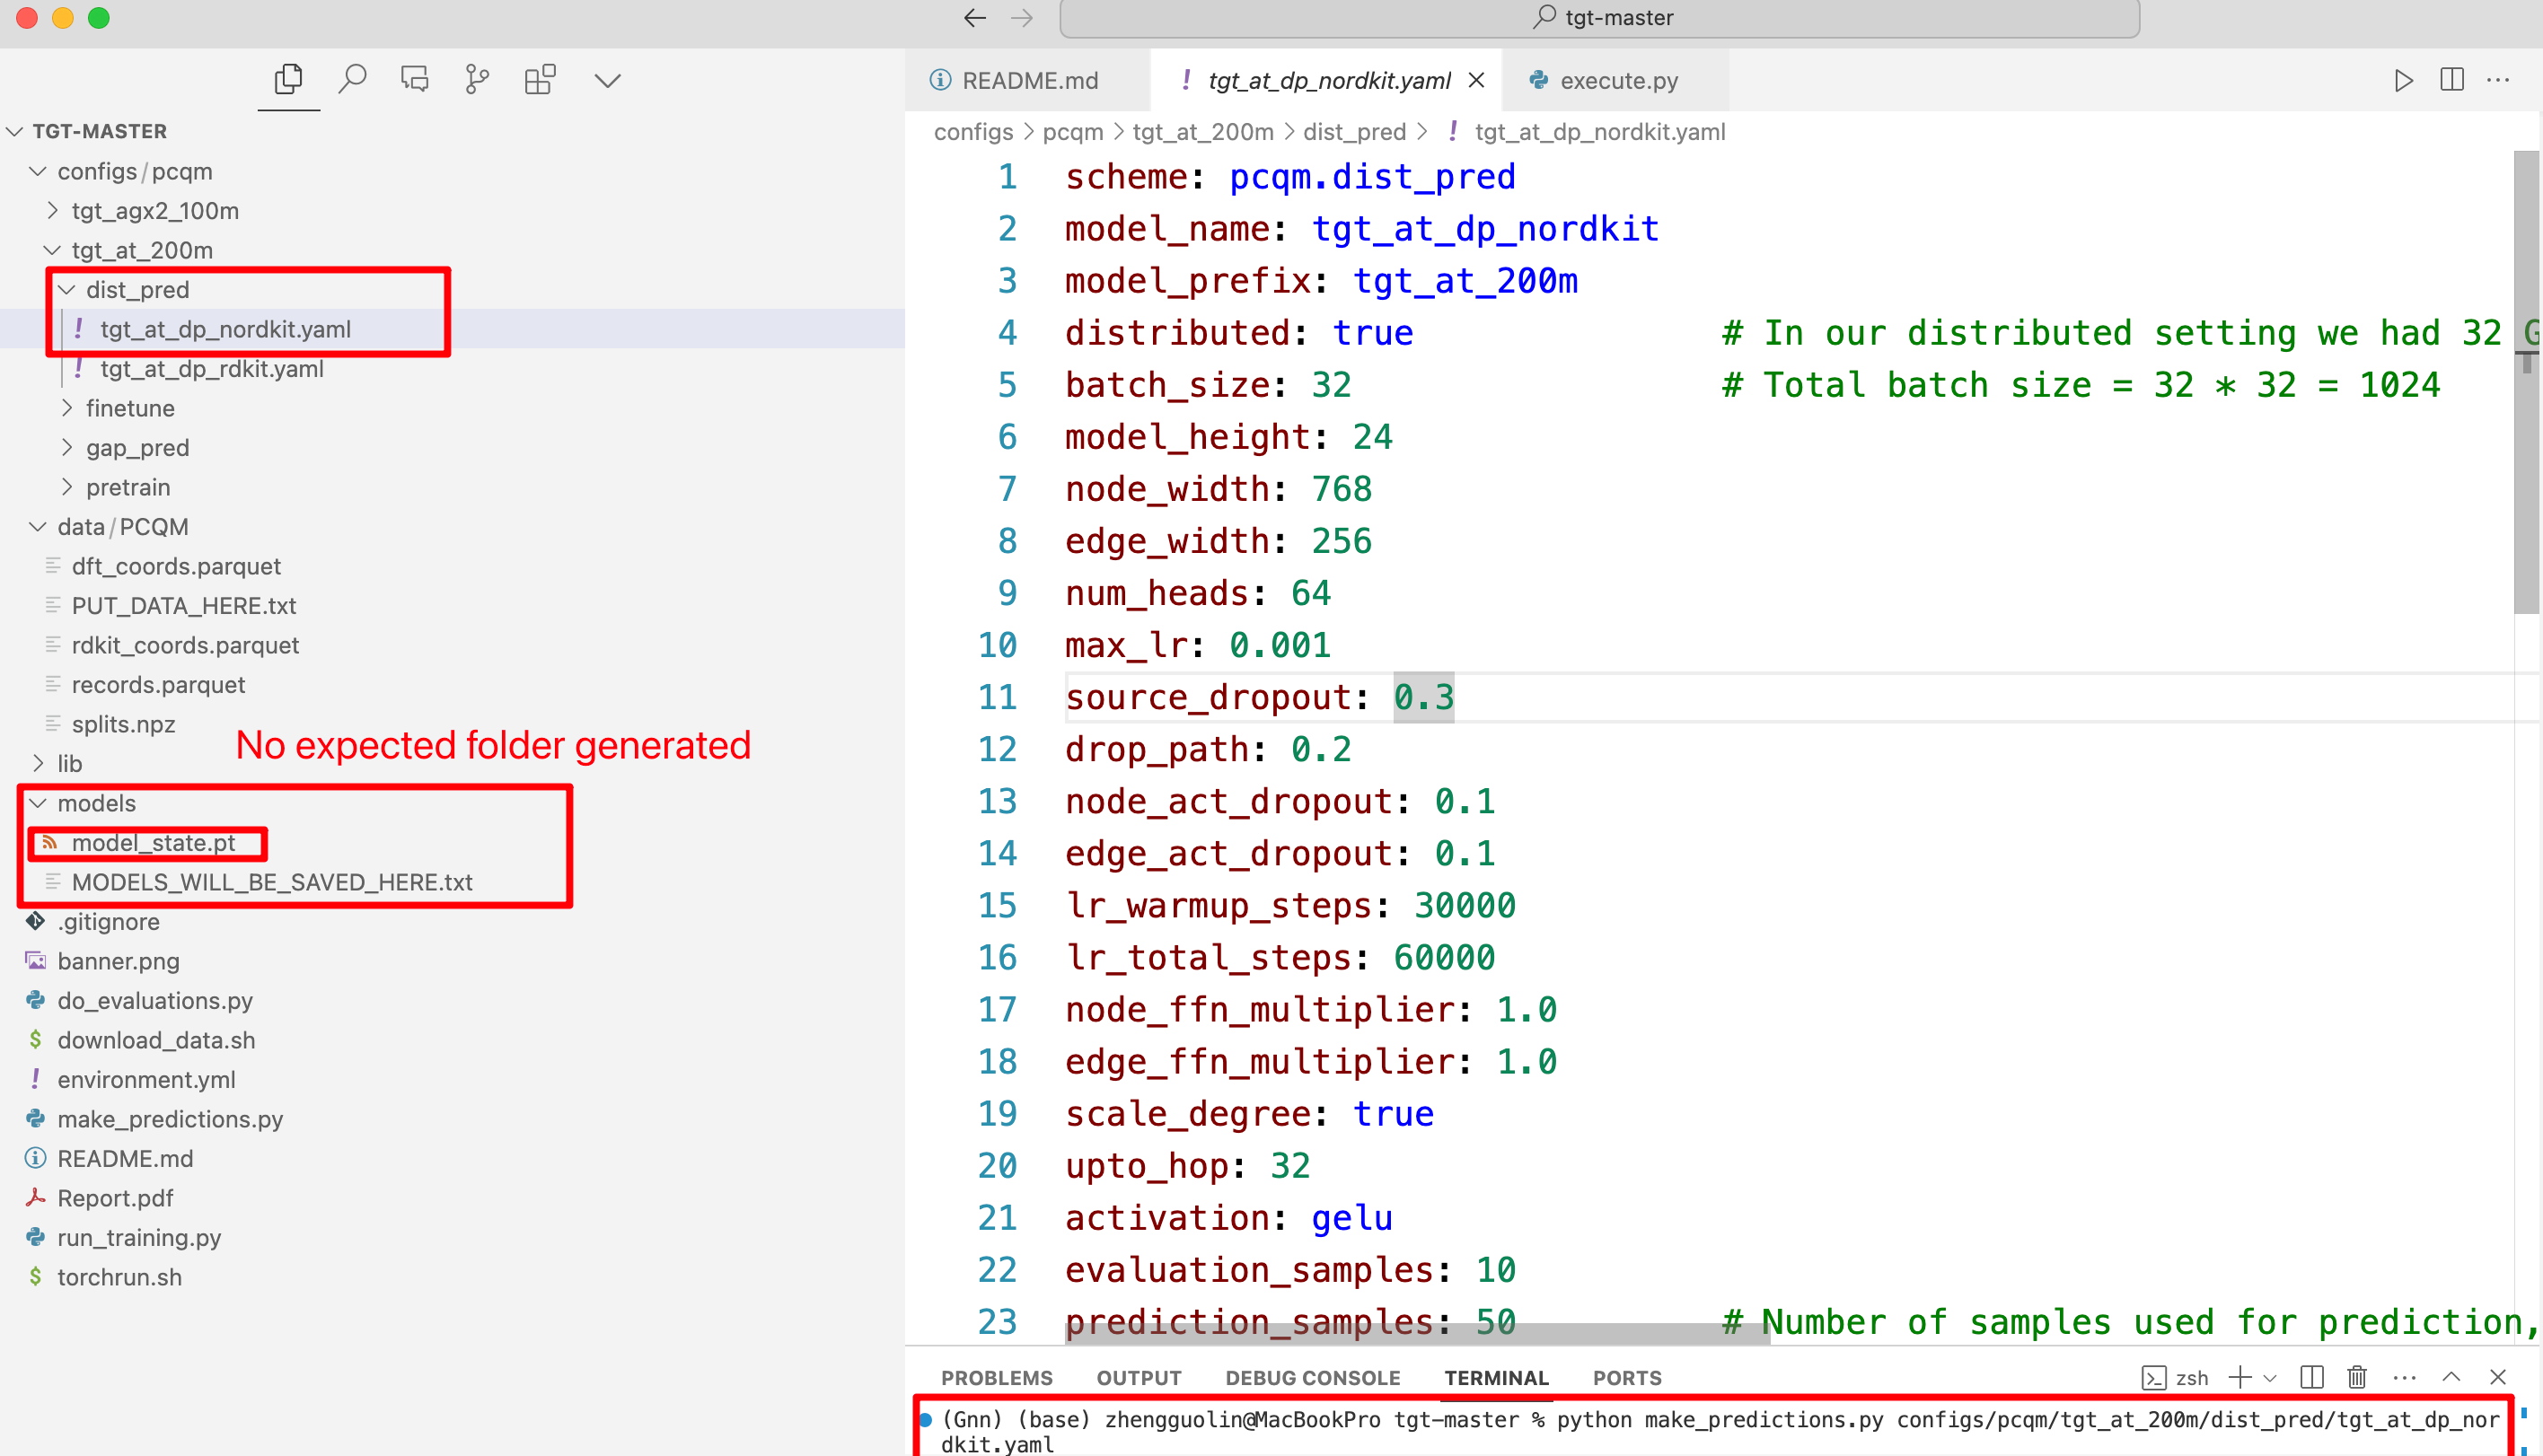 tgt-master
TGT-MASTER
configs/pcqm
tgt_agx2_100m
tgt_at_200m
dist_pred
! tgt_at_dp_nordkit.yaml
! tgt_at_dp_rdkit.yaml
finetune
gap_pred
pretrain
data/PCQM
dft_coords.parquet
PUT_DATA_HERE.txt
rdkit_coords.parquet
records.parquet
splits.npz
No expected folder generated
lib
models
model_state.pt
MODELS_WILL_BE_SAVED_HERE.txt
.gitignore
banner.png
do_evaluations.py
$ download_data.sh
! environment.yml
make_predictions.py
README.md
Report.pdf
run_training.py
$ torchrun.sh
README.md ! tgt_at_dp_nordkit.yaml execute.py
configs > pcqm > tgt_at_200m > dist_pred > ! tgt_at_dp_nordkit.yaml
1 scheme: pcqm.dist_pred
2 model_name: tgt_at_dp_nordkit
3 model_prefix: tgt_at_200m
4 distributed: true # In our distributed setting we had 32 G
5 batch_size: 32 # Total batch size = 32 * 32 = 1024
6 model_height: 24
7 node_width: 768
8 edge_width: 256
9 num_heads: 64
10 max_lr: 0.001
11 source_dropout: 0.3
12 drop_path: 0.2
13 node_act_dropout: 0.1
14 edge_act_dropout: 0.1
15 lr_warmup_steps: 30000
16 lr_total_steps: 60000
17 node_ffn_multiplier: 1.0
18 edge_ffn_multiplier: 1.0
19 scale_degree: true
20 upto_hop: 32
21 activation: gelu
22 evaluation_samples: 10
23 prediction_samples: 50 # Number of samples used for prediction,
PROBLEMS OUTPUT DEBUG CONSOLE TERMINAL PORTS zsh
(Gnn) (base) zhengguolin@MacBookPro tgt-master % python make_predictions.py configs/pcqm/tgt_at_200m/dist_pred/tgt_at_dp_nor
dkit.yaml